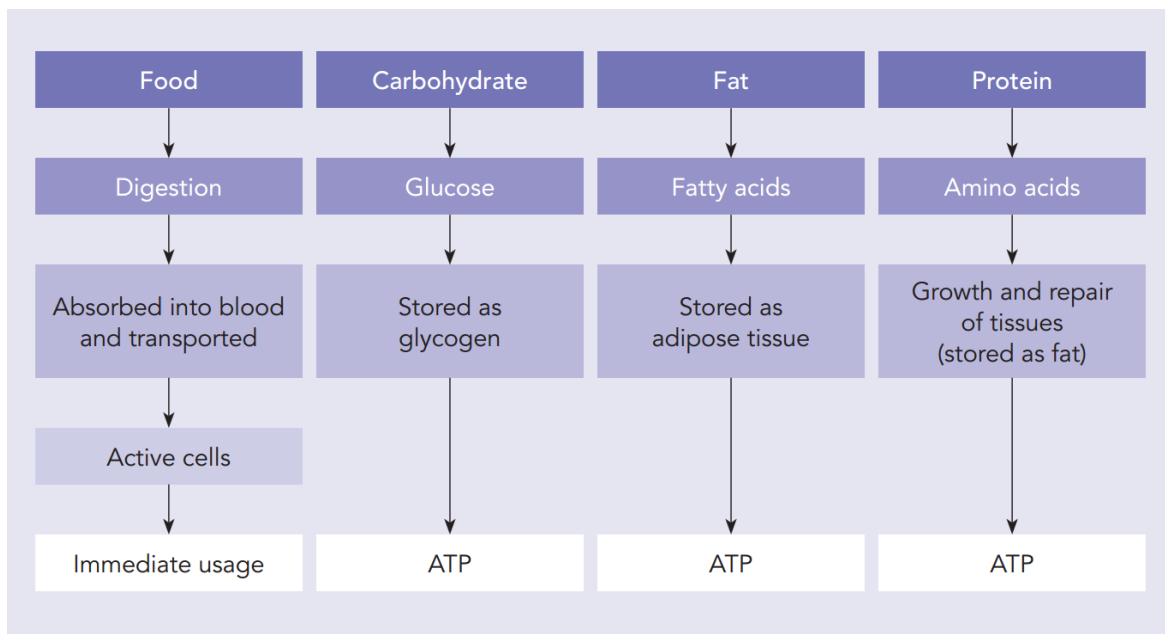 Food
Carbohydrate
Fat
Protein
Digestion
Glucose
Fatty acids
Amino acids
Absorbed into blood
and transported
Stored as
glycogen
Stored as
adipose tissue
Growth and repair
of tissues
(stored as fat)
Active cells
Immediate usage
ATP
ATP
ATP